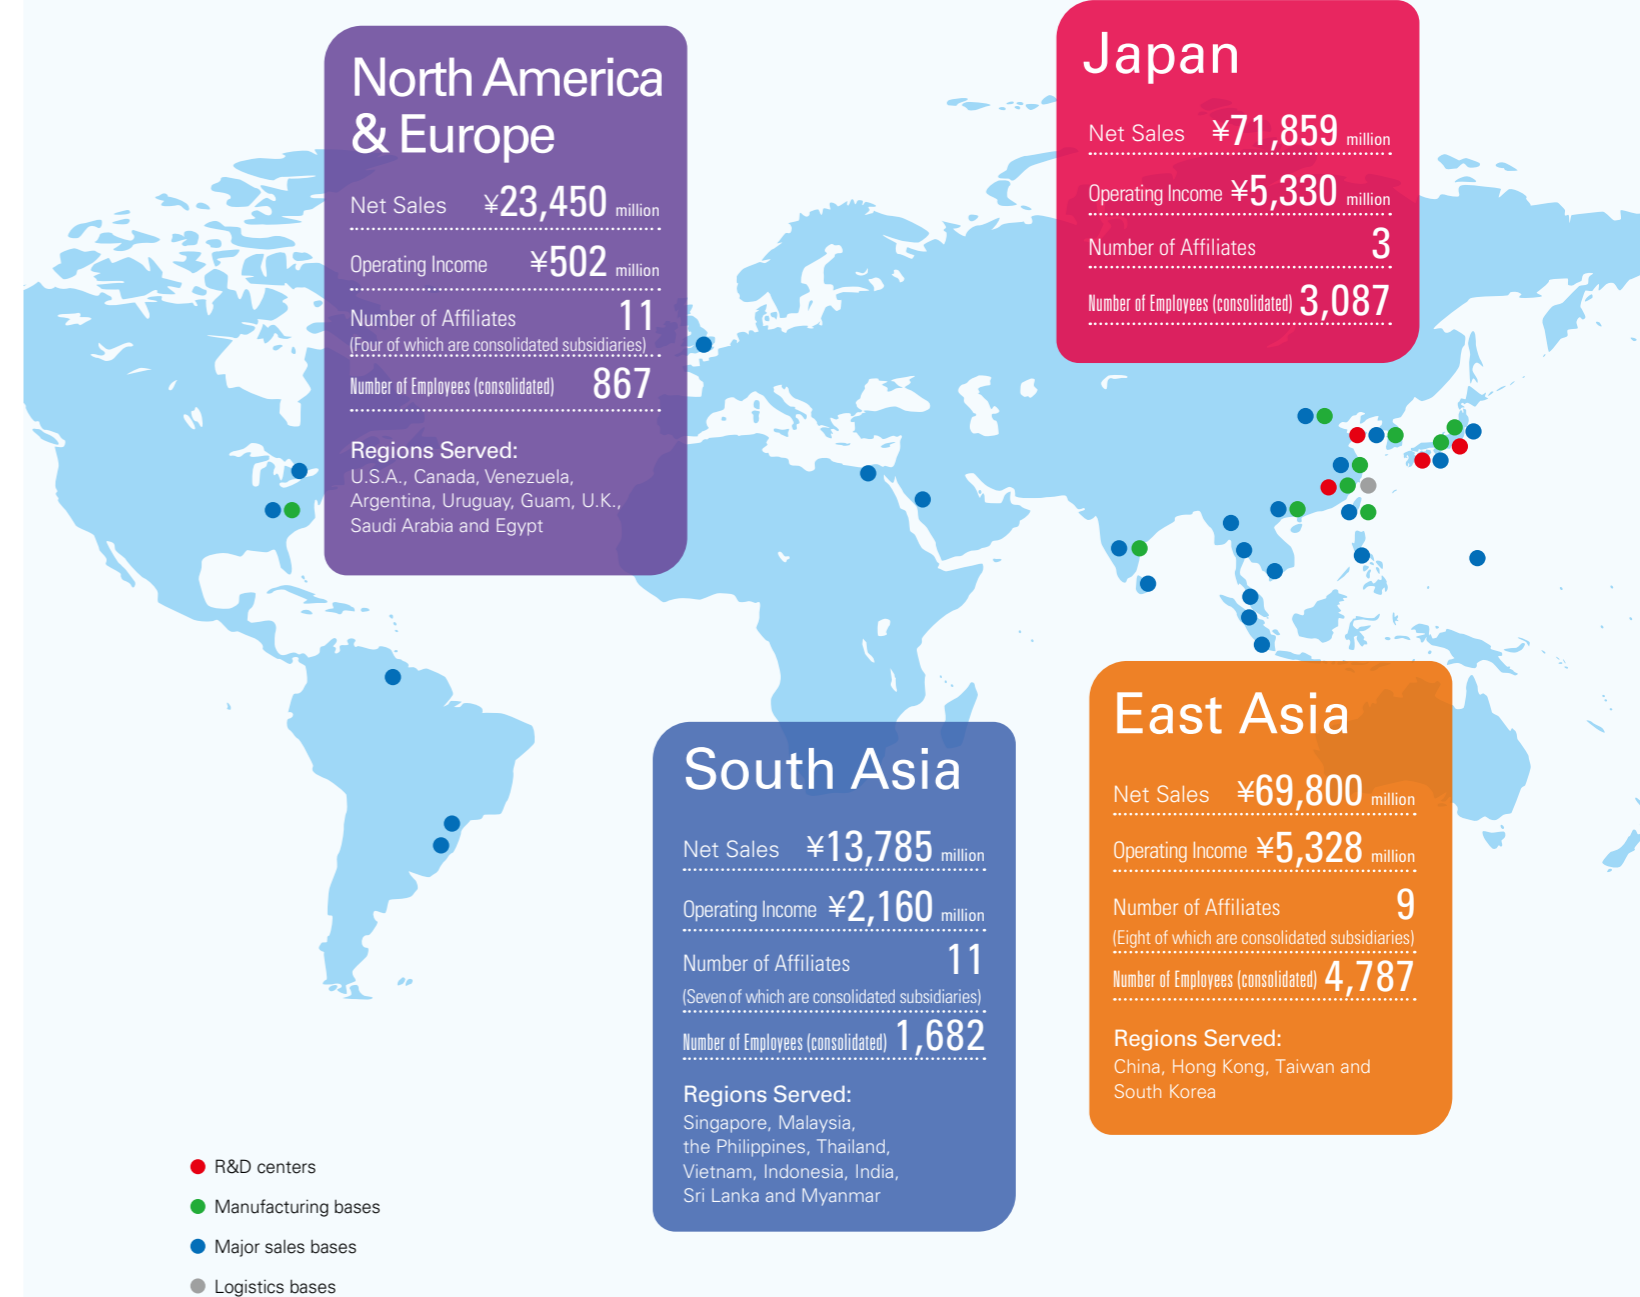 North America
& Europe
Net Sales ¥23,450 million
Operating Income ¥502 million
Number of Affiliates 11
(Four of which are consolidated subsidiaries)
Number of Employees (consolidated) 867
Regions Served:
U.S.A., Canada, Venezuela,
Argentina, Uruguay, Guam, U.K.,
Saudi Arabia and Egypt
Japan
Net Sales ¥71,859 million
Operating Income ¥5,330 million
Number of Affiliates 3
Number of Employees (consolidated) 3,087
South Asia
Net Sales ¥13,785 million
Operating Income ¥2,160 million
Number of Affiliates 11
(Seven of which are consolidated subsidiaries)
Number of Employees (consolidated) 1,682
Regions Served:
Singapore, Malaysia,
the Philippines, Thailand,
Vietnam, Indonesia, India,
Sri Lanka and Myanmar
East Asia
Net Sales ¥69,800 million
Operating Income ¥5,328 million
Number of Affiliates 9
(Eight of which are consolidated subsidiaries)
Number of Employees (consolidated) 4,787
Regions Served:
China, Hong Kong, Taiwan and
South Korea
R&D centers
Manufacturing bases
Major sales bases
Logistics bases